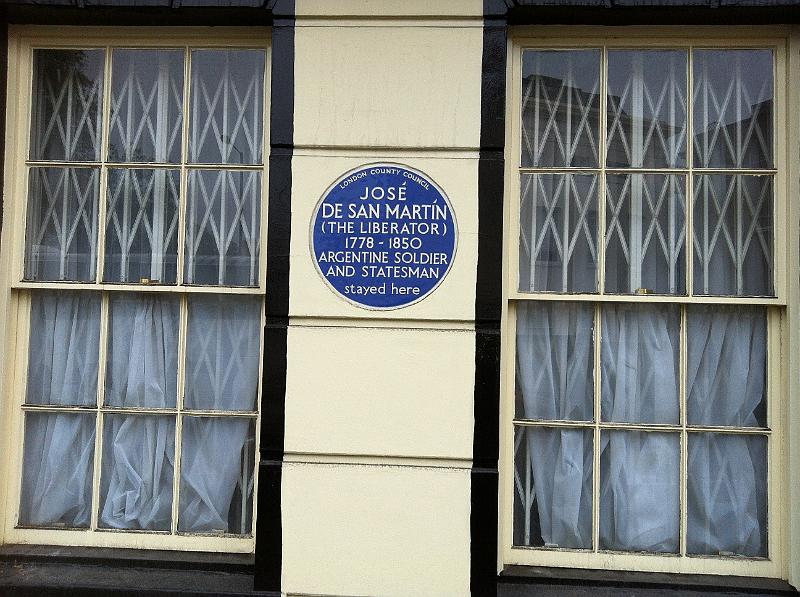 LONDON COUNTY COUNCIL
JOSÉ
DE SAN MARTÍN
(THE LIBERATOR)
1778 - 1850
ARGENTINE SOLDIER
AND STATESMAN
stayed here